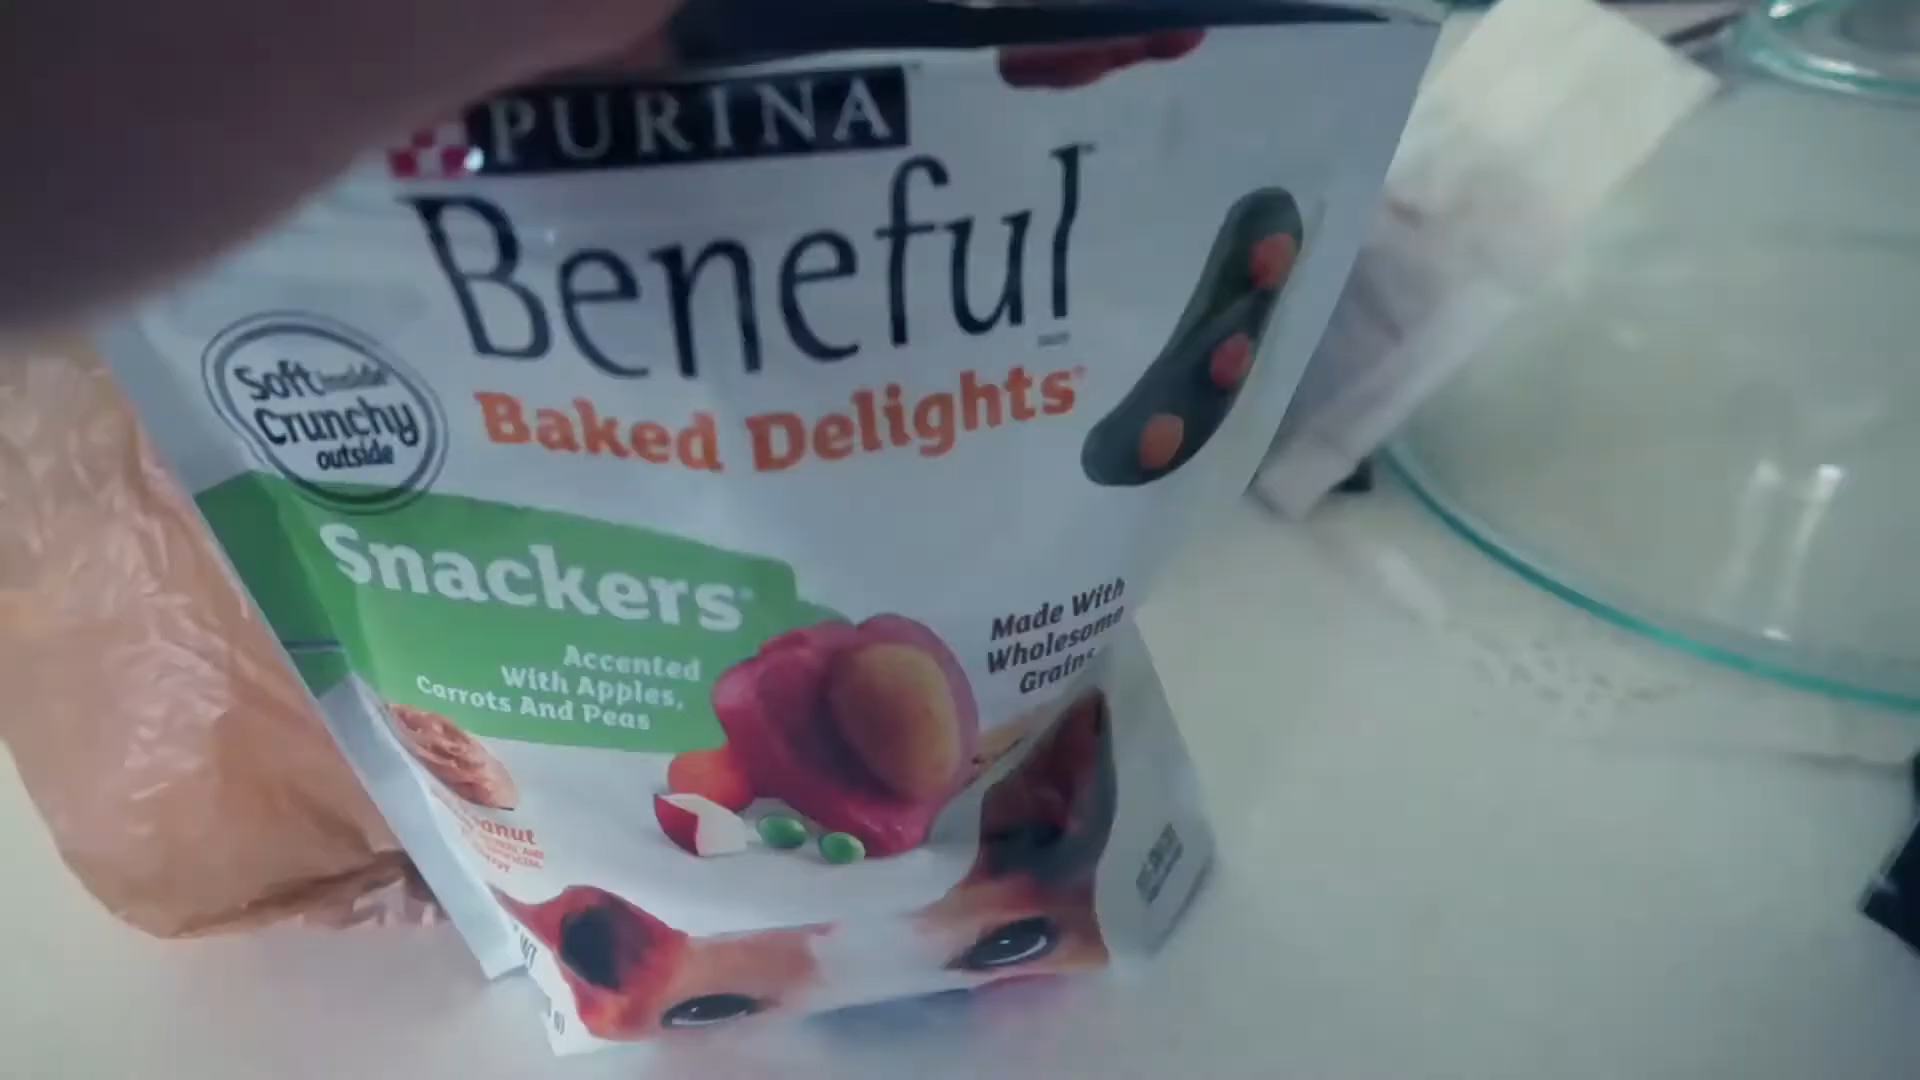 PURINA
Beneful
Baked Delights
Soft inside
Crunchy
outside
Snackers
Accented
With Apples,
Carrots And Peas
Made With
Wholesome
Grains